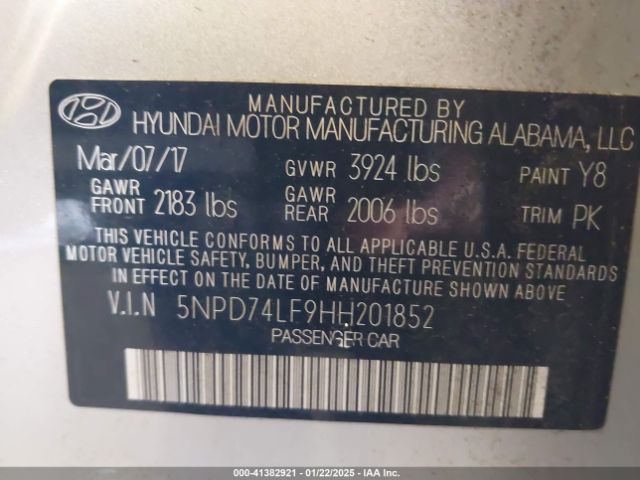 MANUFACTURED BY
HYUNDAI MOTOR MANUFACTURING ALABAMA, LLC
Mar/07/17 GVWR 3924 lbs PAINT Y8
GAWR FRONT 2183 lbs GAWR REAR 2006 lbs TRIM PK
THIS VEHICLE CONFORMS TO ALL APPLICABLE U.S.A. FEDERAL
MOTOR VEHICLE SAFETY, BUMPER, AND THEFT PREVENTION STANDARDS
IN EFFECT ON THE DATE OF MANUFACTURE SHOWN ABOVE
V.I.N 5NPD74LF9HH201852
PASSENGER CAR
000-41382921 - 01/22/2025 - IAA Inc.